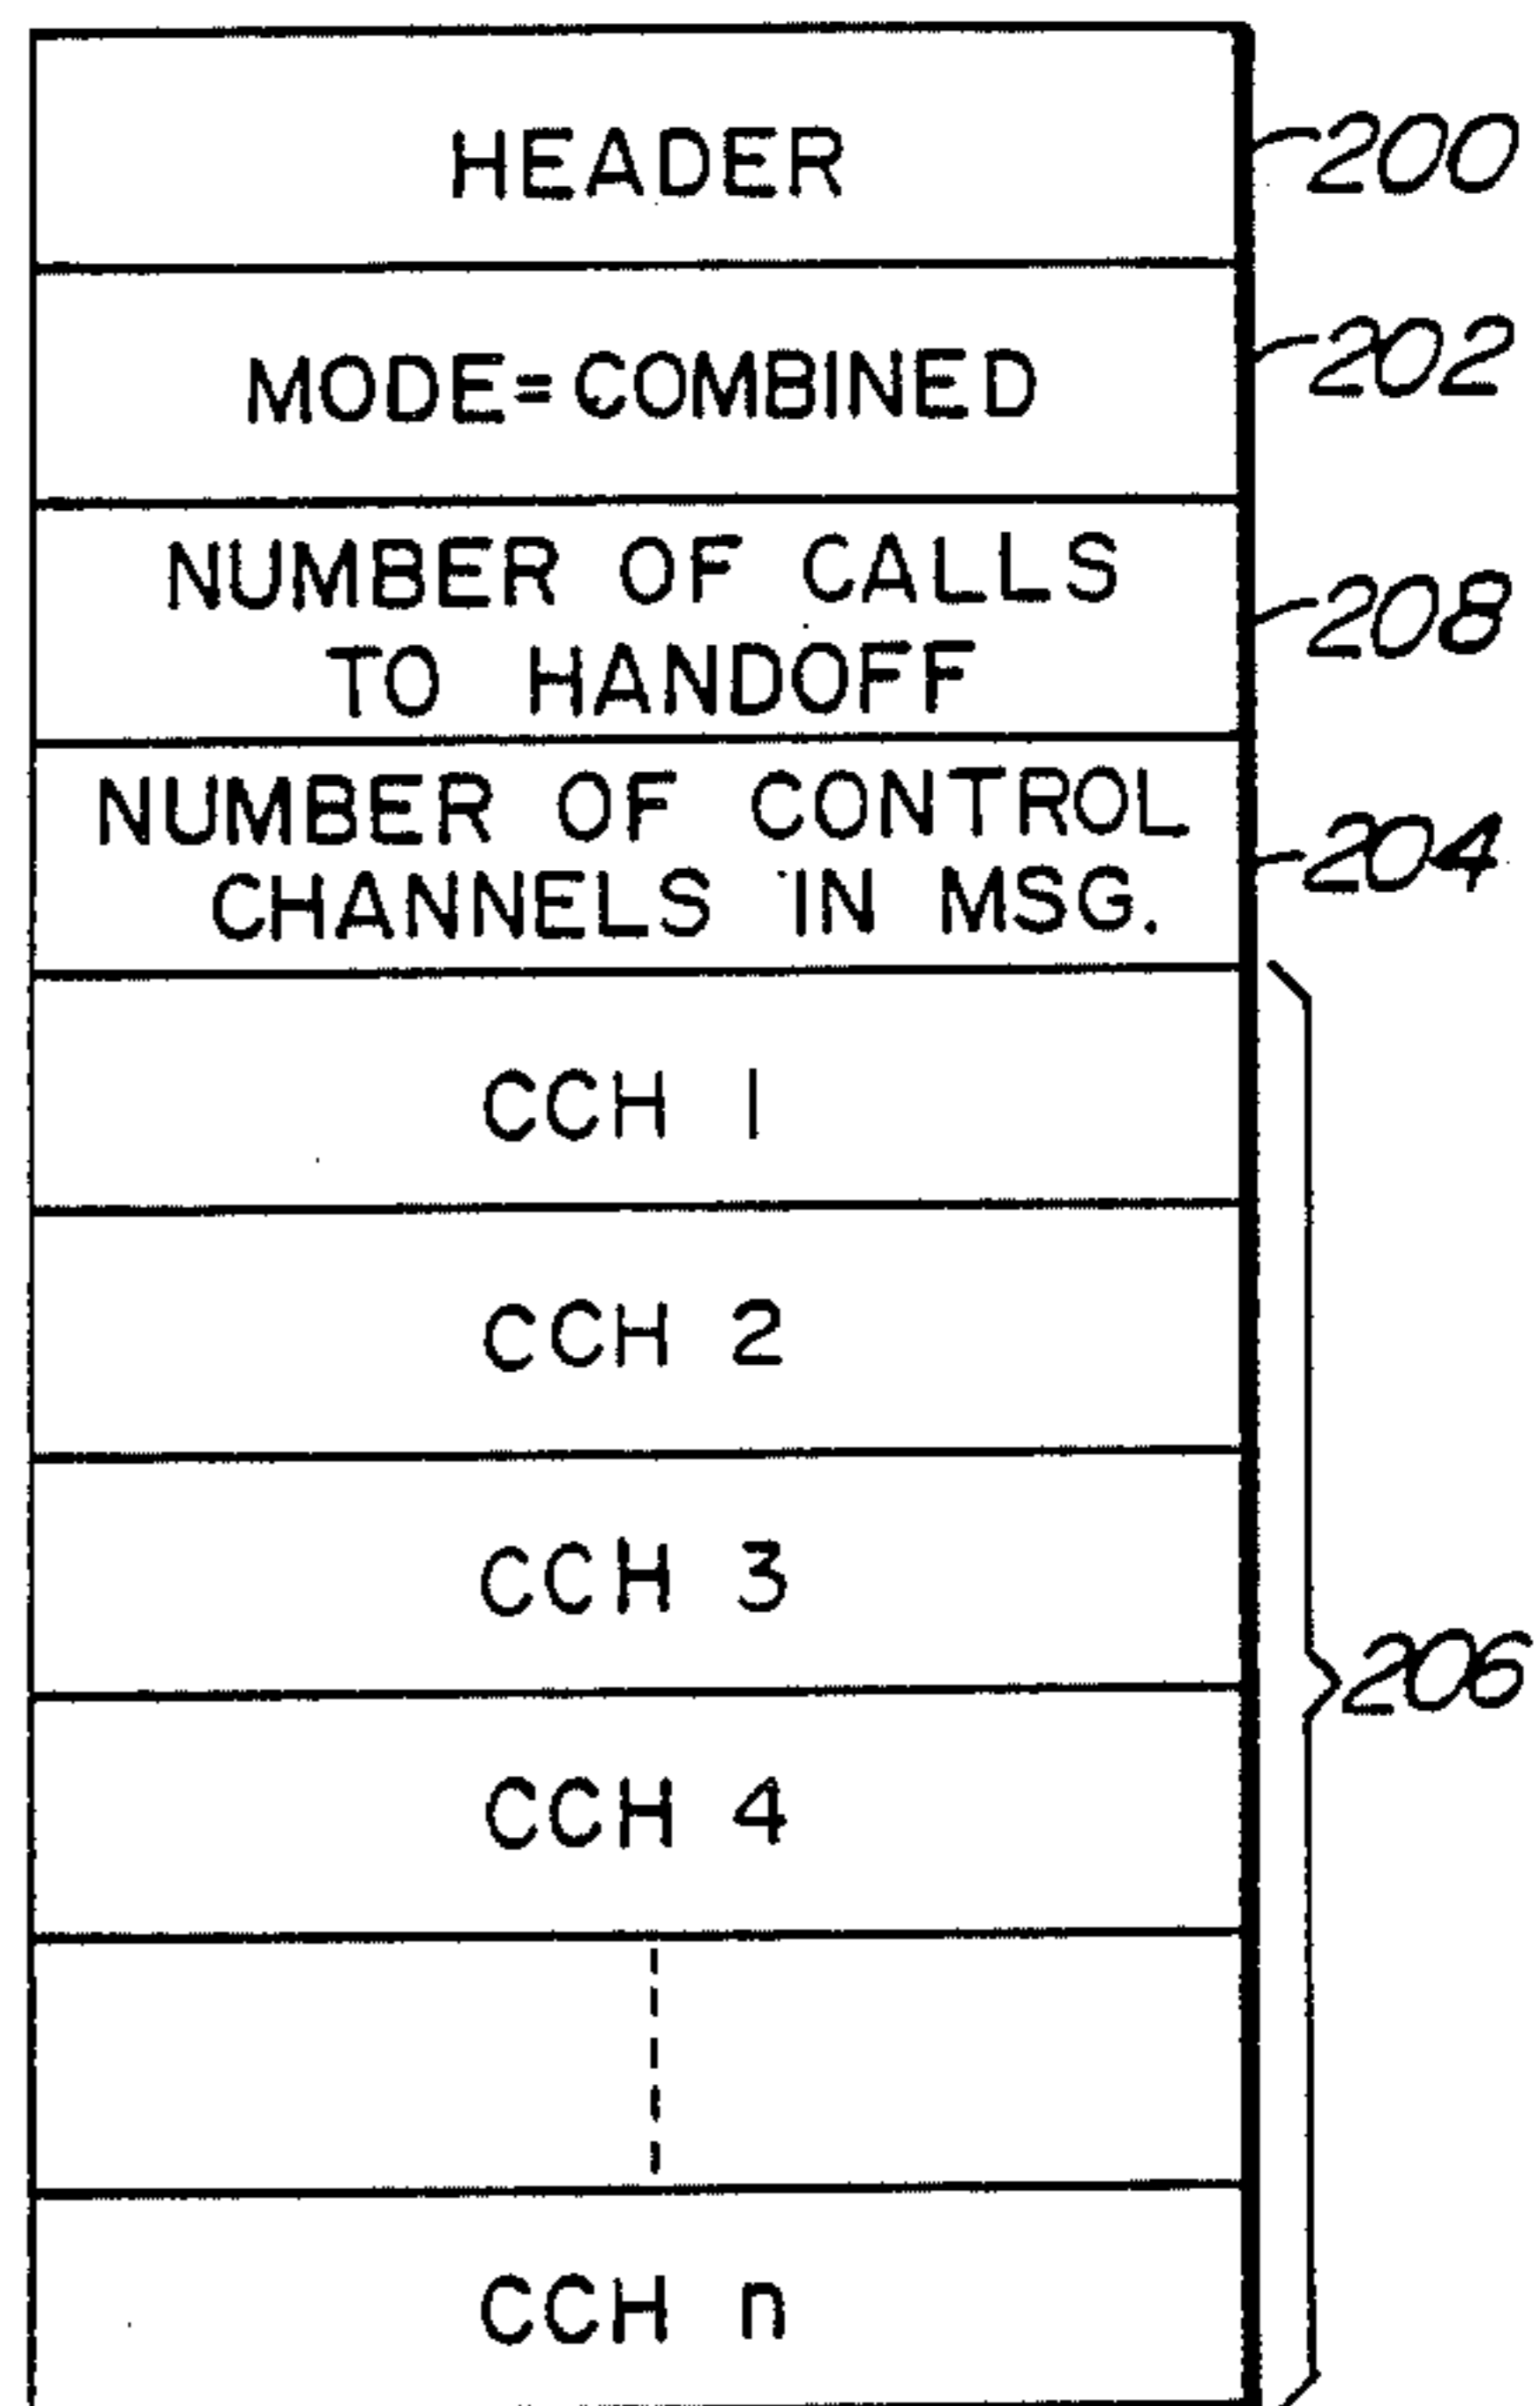 HEADER 200
MODE=COMBINED 202
NUMBER OF CALLS
TO HANDOFF 208
NUMBER OF CONTROL
CHANNELS IN MSG. 204
CCH 1
CCH 2
CCH 3
206
CCH 4
CCH n